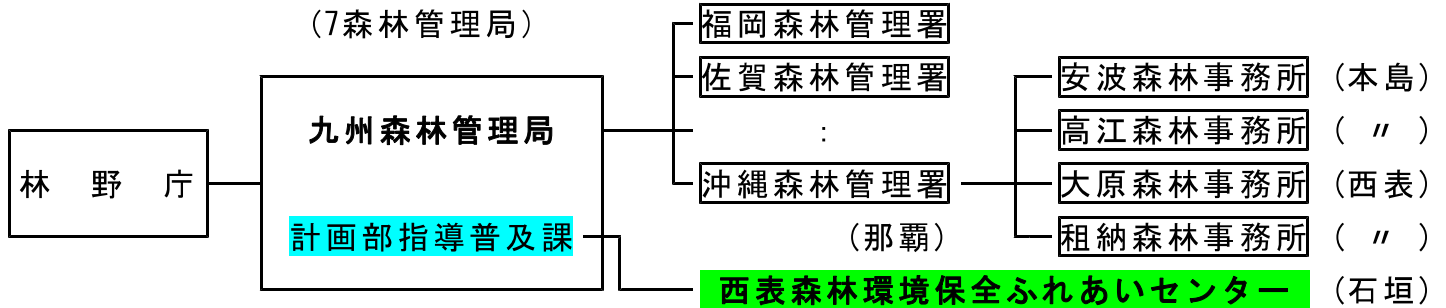 （7森林管理局）
福岡森林管理署
佐賀森林管理署
安波森林事務所 （本島）
九州森林管理局
：
高江森林事務所 （ 〃 ）
林 野 庁
沖縄森林管理署
大原森林事務所 （西表）
計画部指導普及課
（那覇）
租納森林事務所 （ 〃 ）
西表森林環境保全ふれあいセンター （石垣）